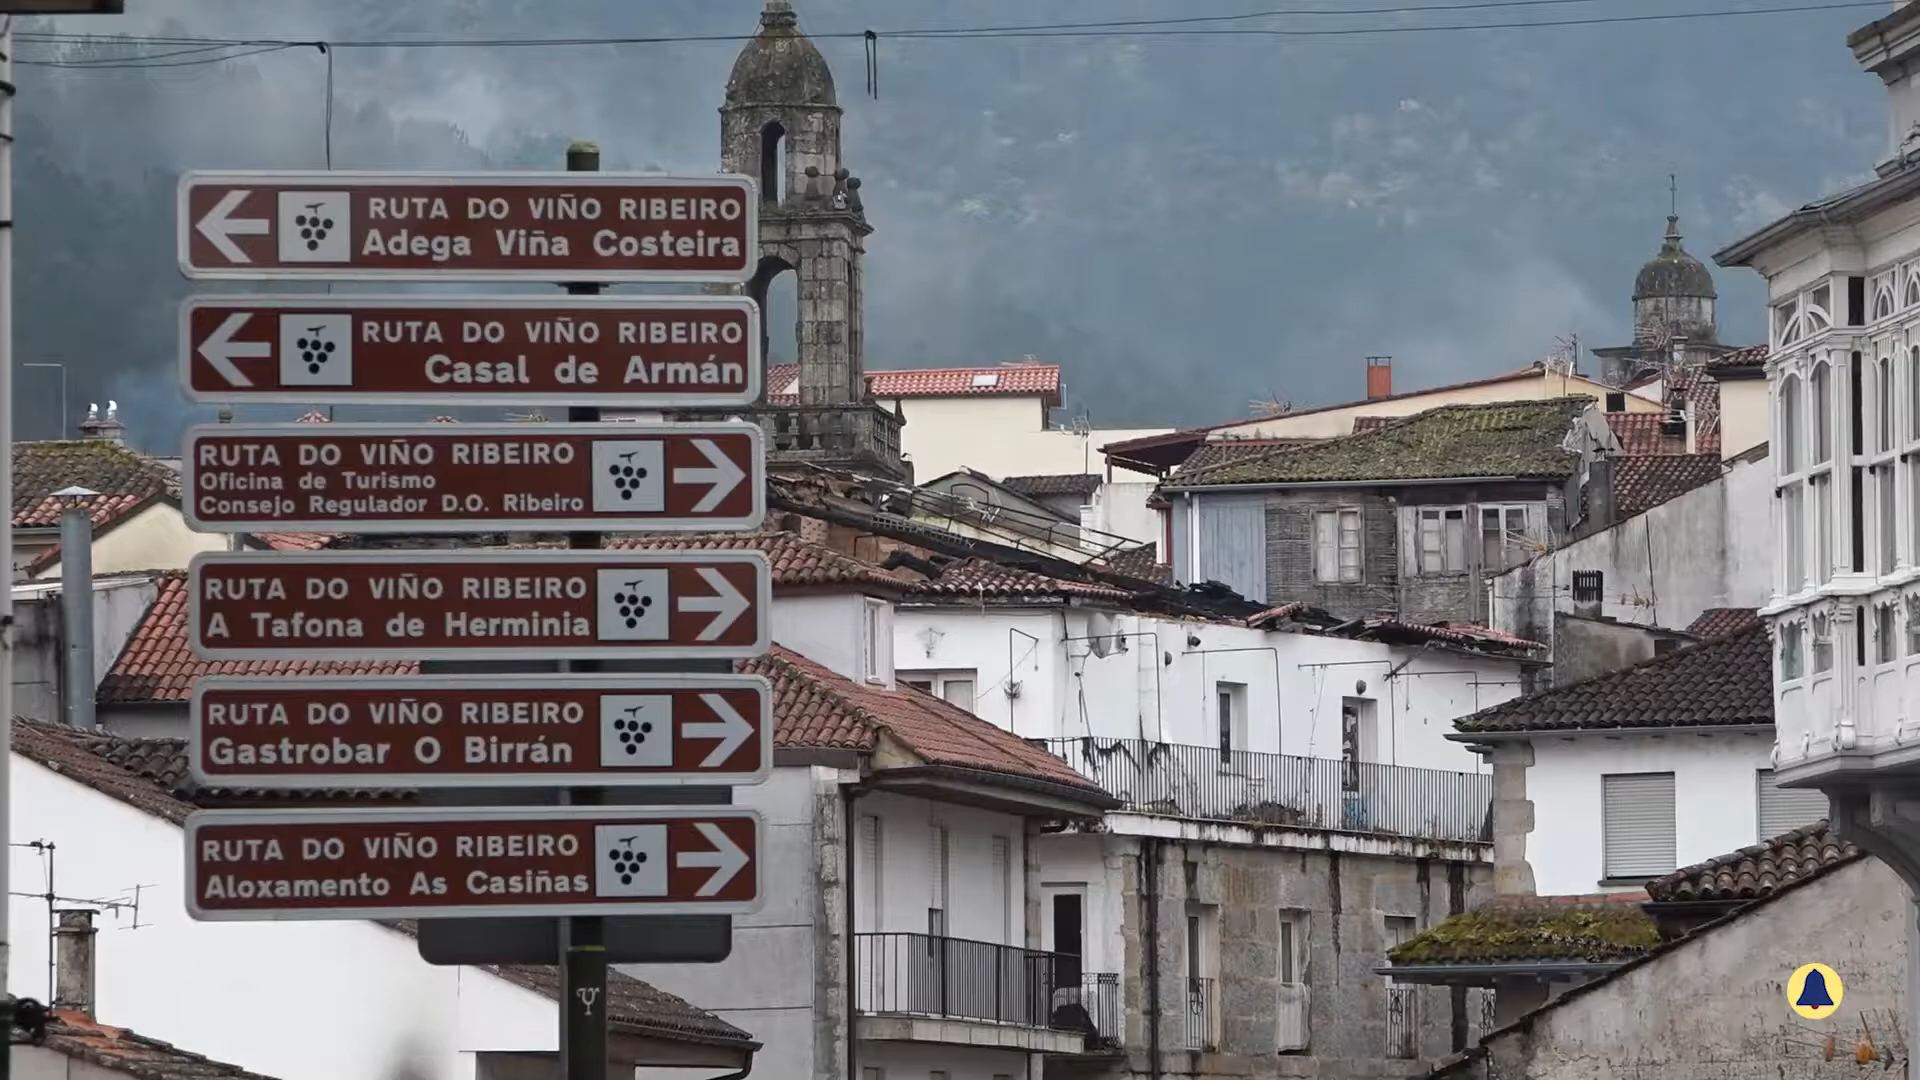 RUTA DO VIÑO RIBEIRO
Adega Viña Costeira
RUTA DO VIÑO RIBEIRO
Casal de Armán
RUTA DO VIÑO RIBEIRO
Oficina de Turismo
Consejo Regulador D.O. Ribeiro
RUTA DO VIÑO RIBEIRO
A Tafona de Herminia
RUTA DO VIÑO RIBEIRO
Gastrobar O Birrán
RUTA DO VIÑO RIBEIRO
Aloxamento As Casiñas